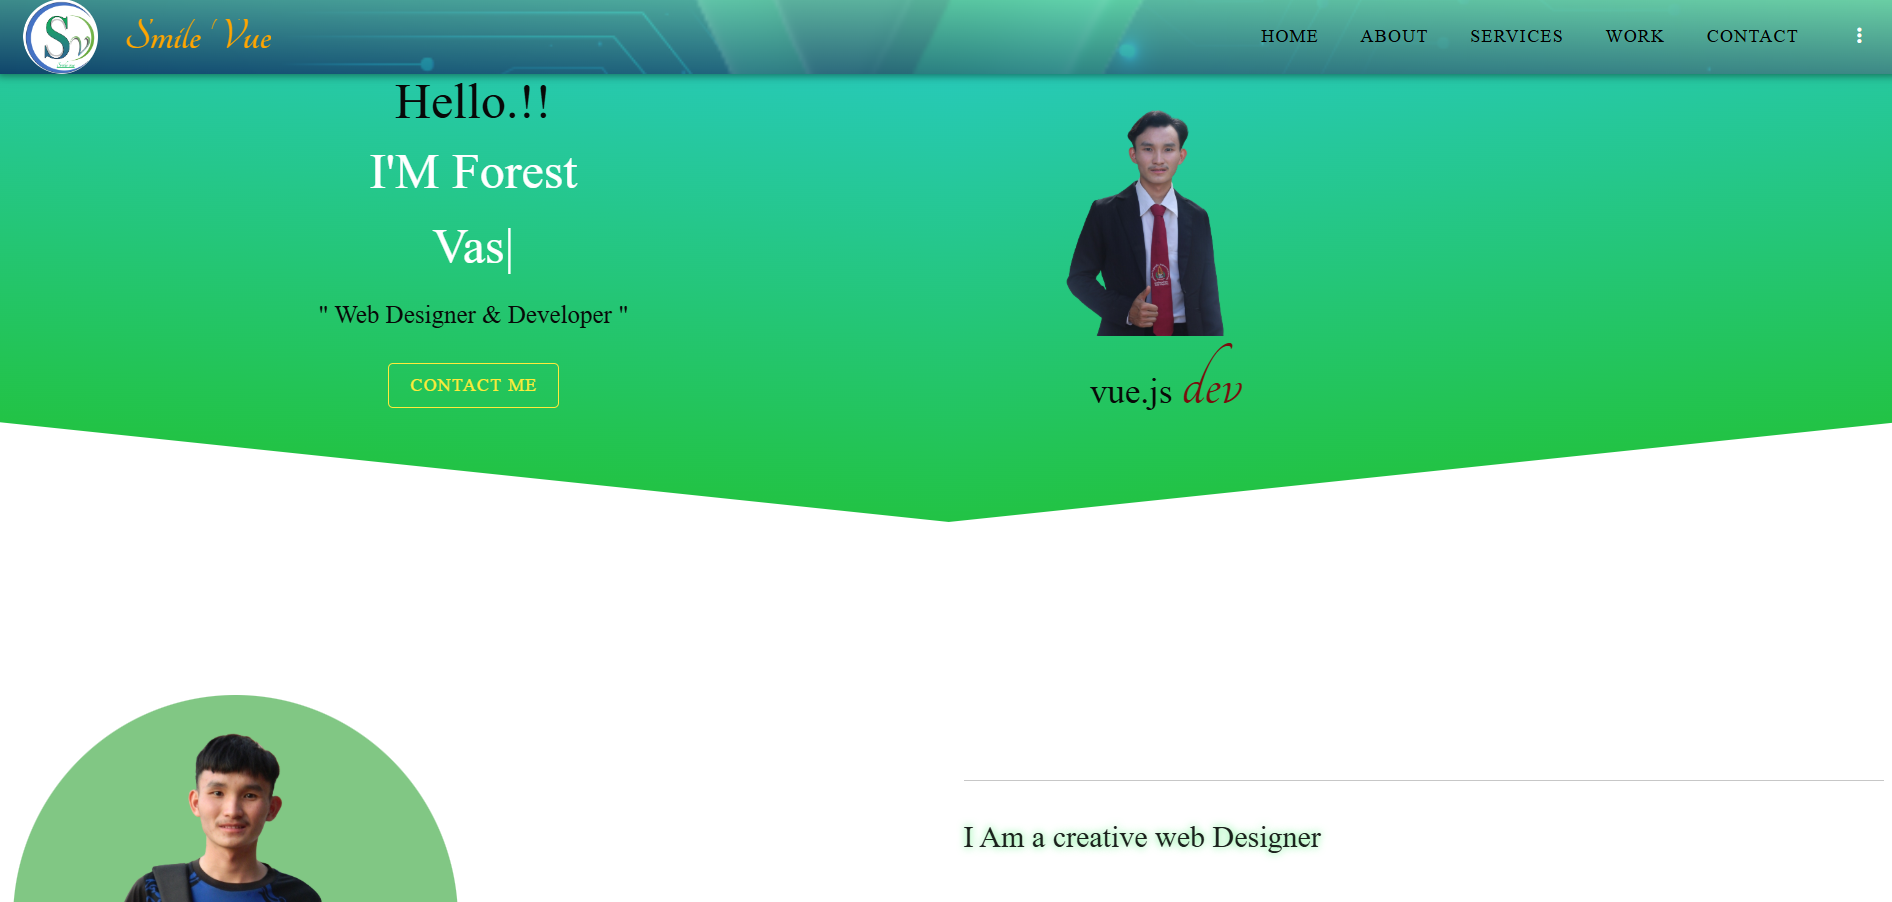 Sv
Smile ' Vue
HOME
ABOUT
SERVICES
WORK
CONTACT
Hello.!!
I'M Forest
Vas|
" Web Designer & Developer "
CONTACT ME
vue.js dev
I Am a creative web Designer